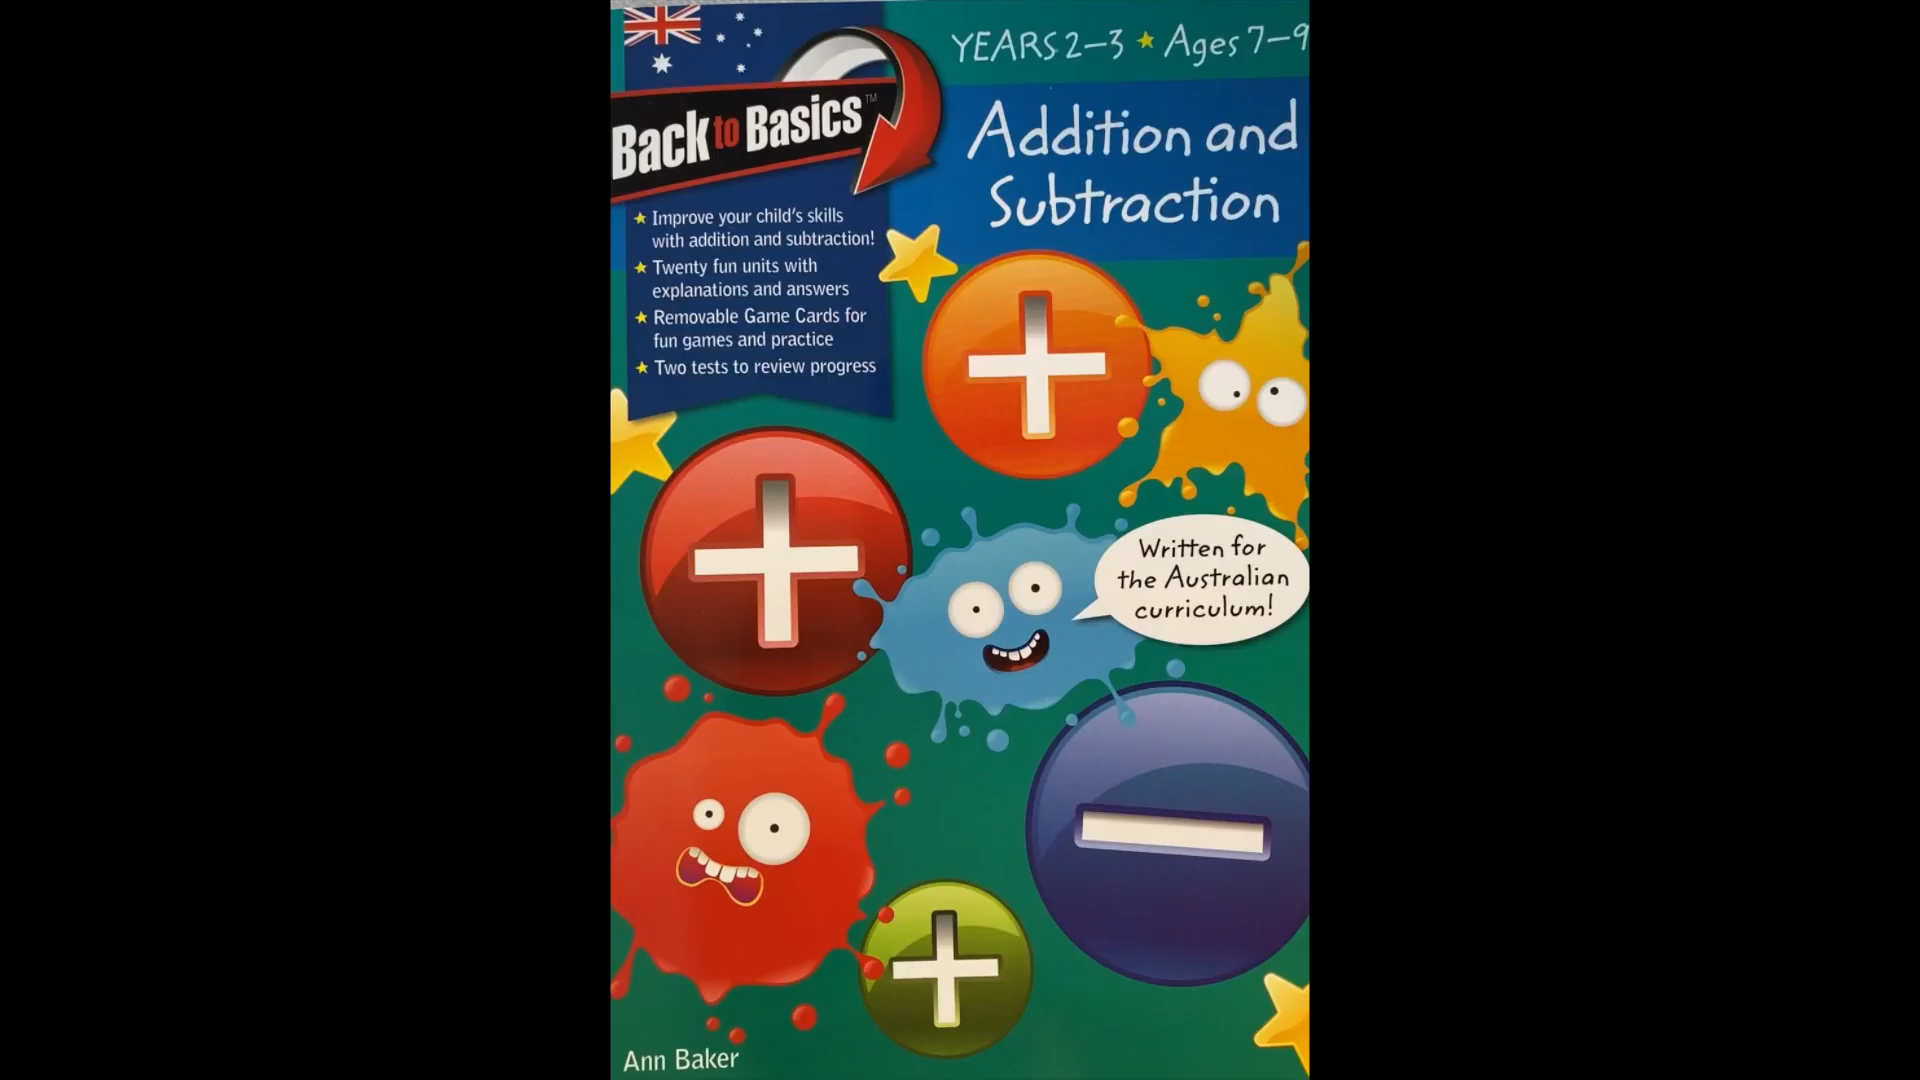 YEARS 2–3 ★ Ages 7–9
Back to Basics™
Addition and
Subtraction
★ Improve your child's skills
with addition and subtraction!
★ Twenty fun units with
explanations and answers
★ Removable Game Cards for
fun games and practice
★ Two tests to review progress
Written for
the Australian
curriculum!
Ann Baker